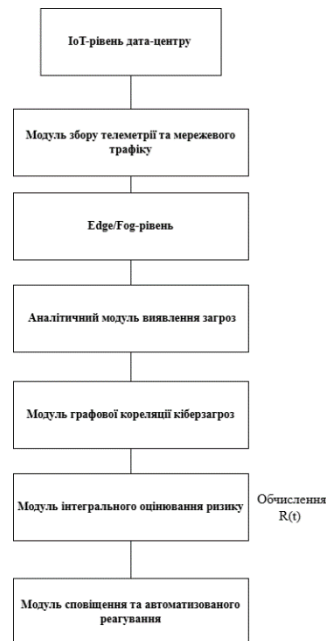 IoT-рівень дата-центру
Модуль збору телеметрії та мережевого
трафіку
Edge/Fog-рівень
Аналітичний модуль виявлення загроз
Модуль графової кореляції кіберзагроз
Модуль інтегрального оцінювання ризику
Обчислення
R(t)
Модуль сповіщення та автоматизованого
реагування